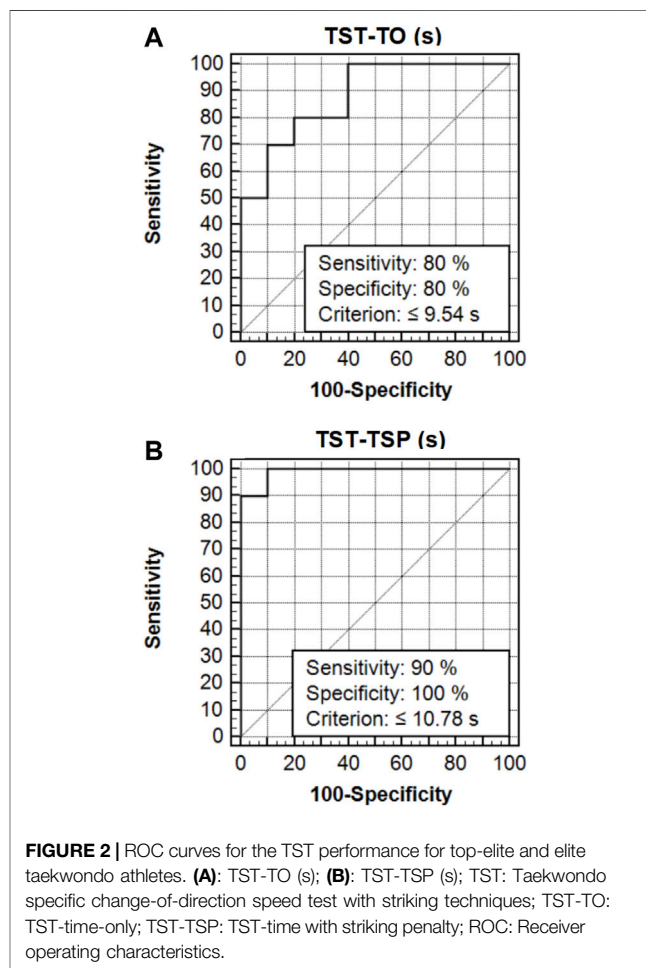 A
TST-TO (s)
100
90
80
70
60
50
40
30
20
10
0
Sensitivity
Sensitivity: 80 %
Specificity: 80 %
Criterion: ≤ 9.54 s
0 20 40 60 80 100
100-Specificity
B
TST-TSP (s)
100
90
80
70
60
50
40
30
20
10
0
Sensitivity
Sensitivity: 90 %
Specificity: 100 %
Criterion: ≤ 10.78 s
0 20 40 60 80 100
100-Specificity
FIGURE 2 | ROC curves for the TST performance for top-elite and elite
taekwondo athletes. (A): TST-TO (s); (B): TST-TSP (s); TST: Taekwondo
specific change-of-direction speed test with striking techniques; TST-TO:
TST-time-only; TST-TSP: TST-time with striking penalty; ROC: Receiver
operating characteristics.